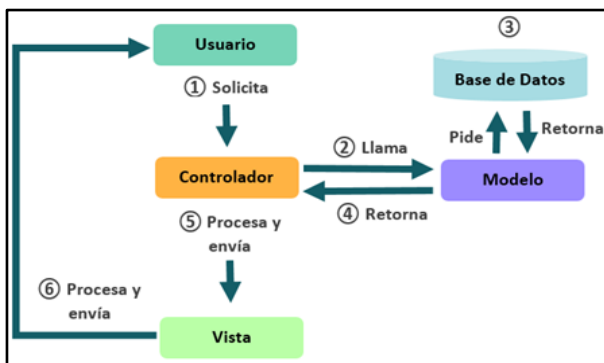 ③
Usuario
Base de Datos
① Solicita
Pide
Retorna
② Llama
Controlador
Modelo
④ Retorna
⑤ Procesa y
envía
⑥ Procesa y
envía
Vista